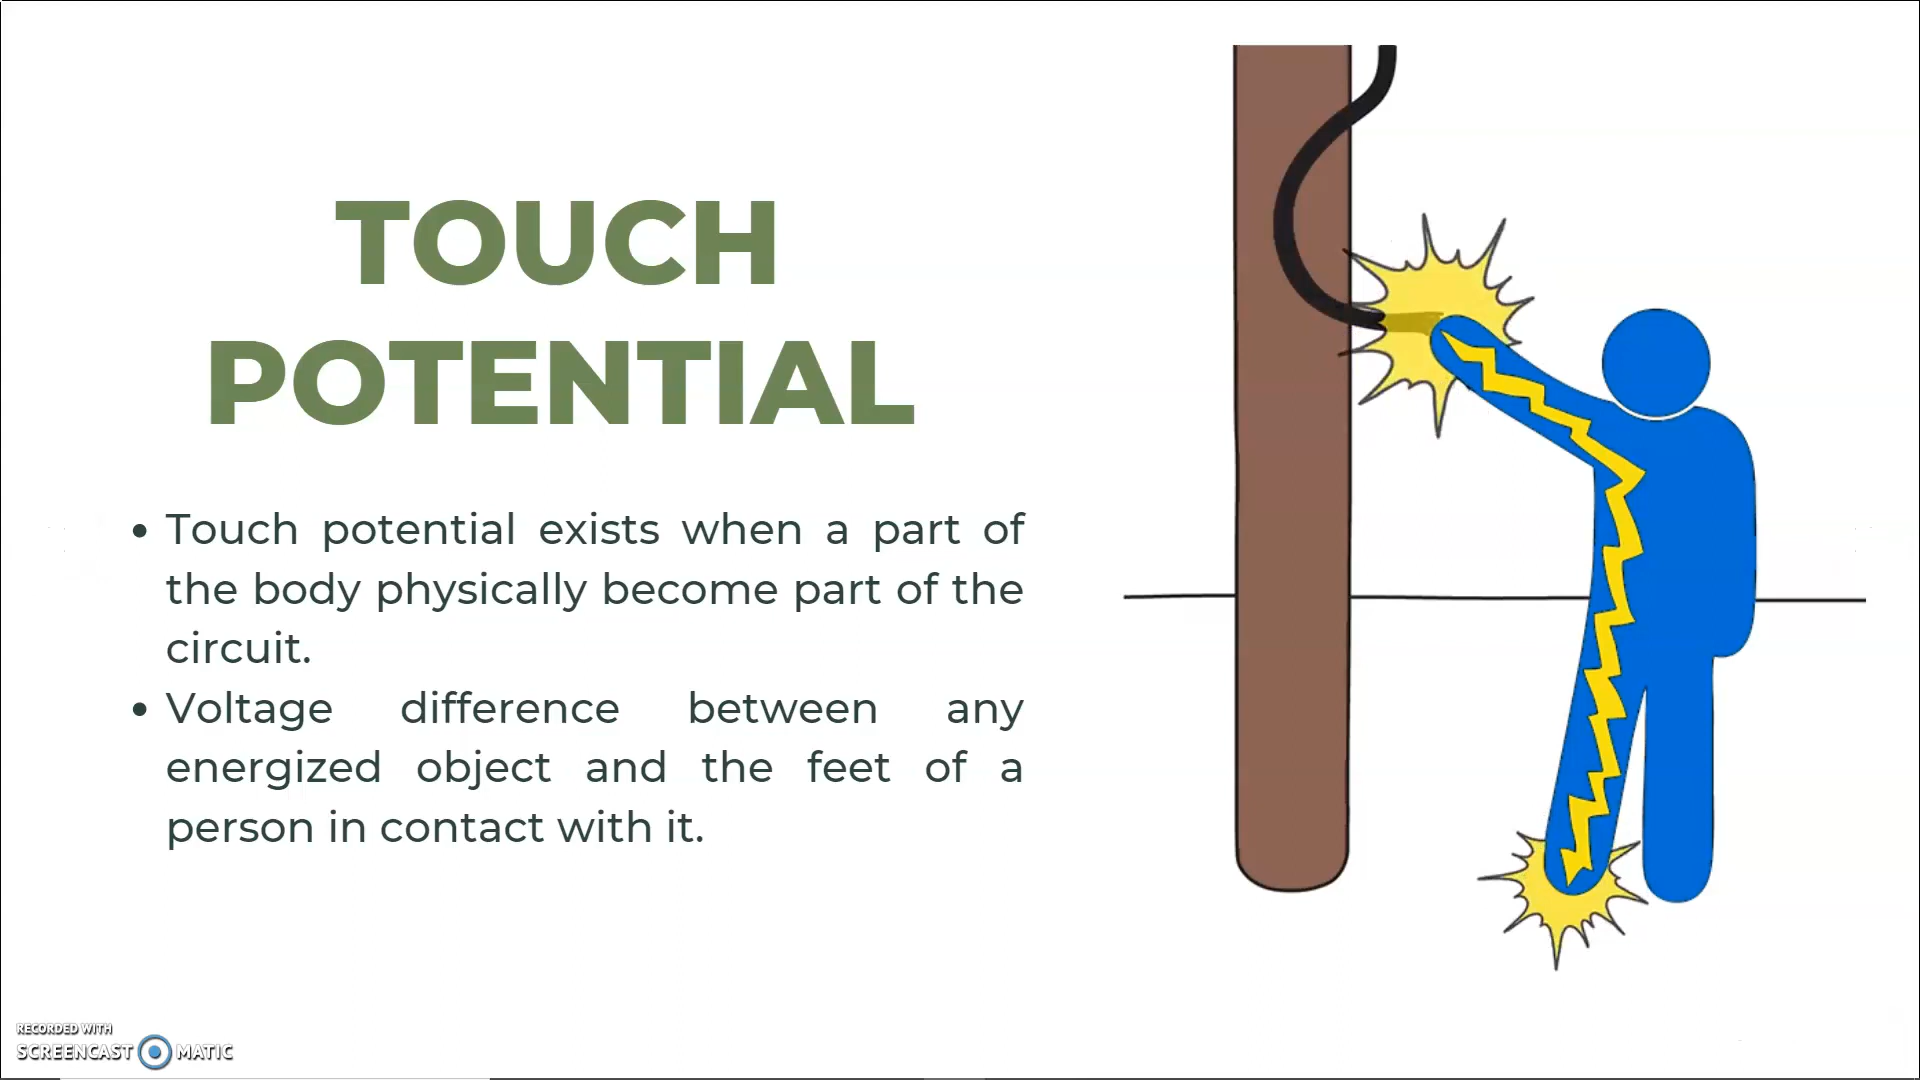 TOUCH
POTENTIAL
• Touch potential exists when a part of
the body physically become part of the
circuit.
• Voltage difference between any
energized object and the feet of a
person in contact with it.
RECORDED WITH
SCREENCAST MATIC